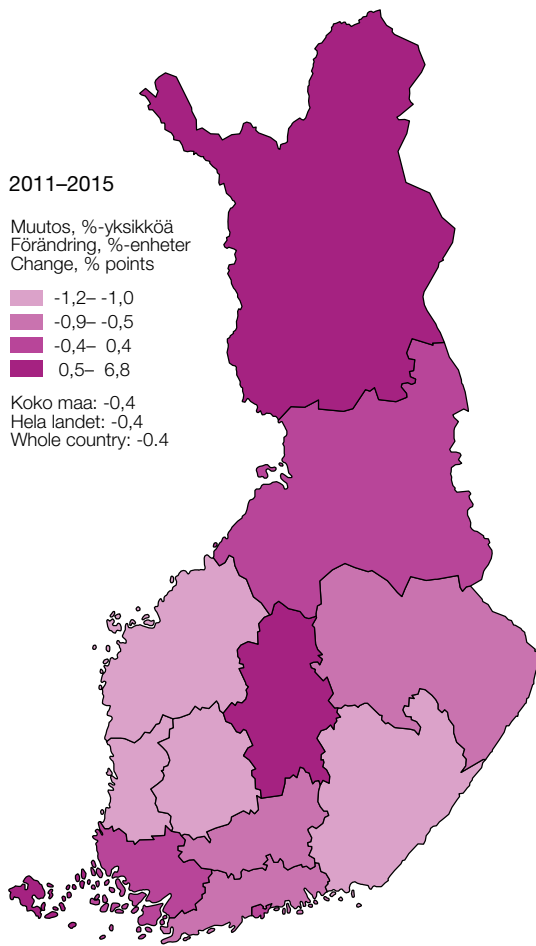 2011–2015
Muutos, %-yksikköä
Förändring, %-enheter
Change, % points
-1,2– -1,0
-0,9– -0,5
-0,4– 0,4
0,5– 6,8
Koko maa: -0,4
Hela landet: -0,4
Whole country: -0.4